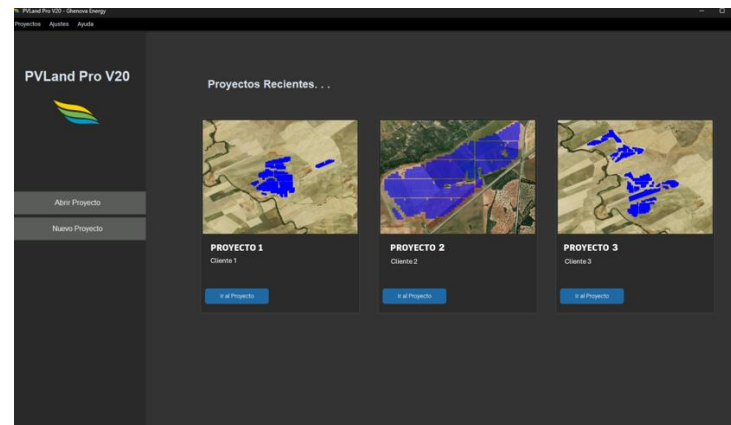 PVLand Pro V20 - Ghenova Energy
Proyectos Ajustes Ayuda
PVLand Pro V20
Abrir Proyecto
Nuevo Proyecto
Proyectos Recientes. . .
PROYECTO 1
Cliente 1
Ir al Proyecto
PROYECTO 2
Cliente 2
Ir al Proyecto
PROYECTO 3
Cliente 3
Ir al Proyecto